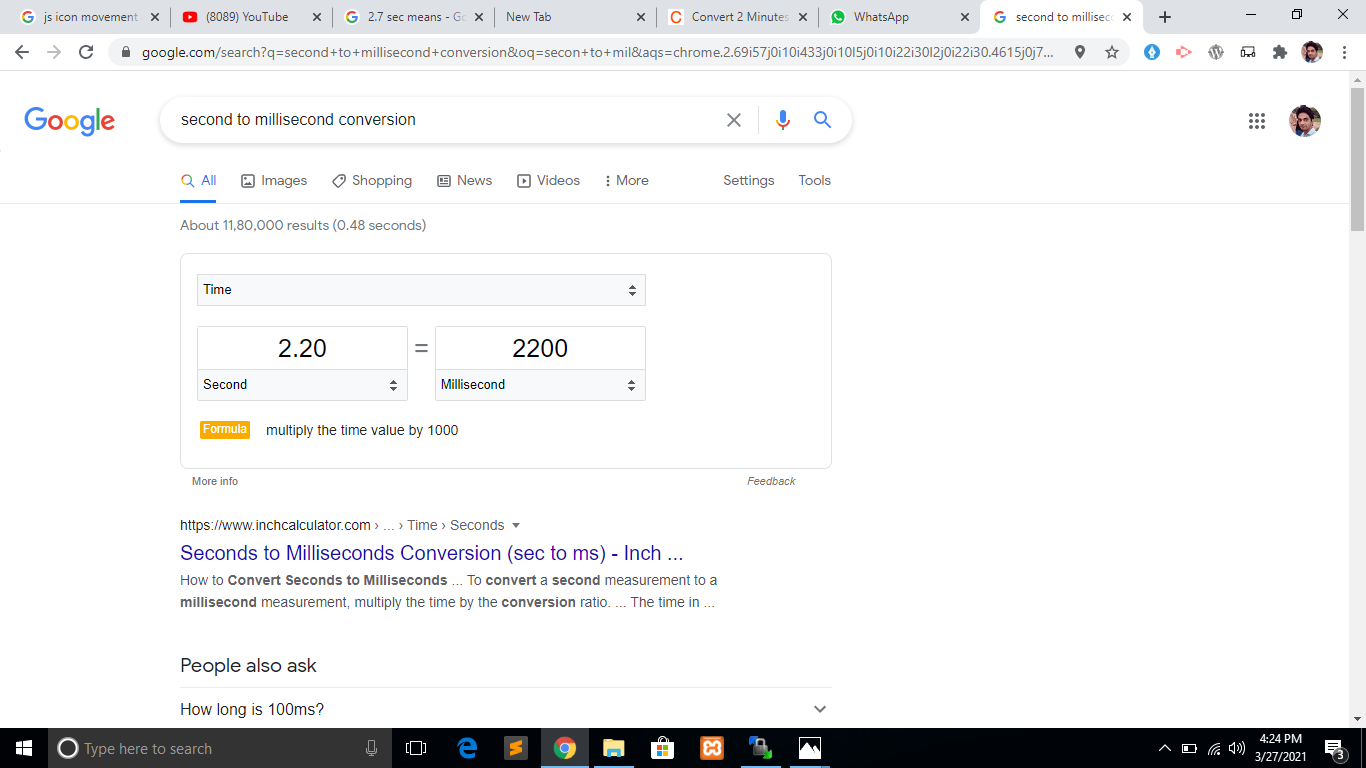 js icon movement
(8089) YouTube
2.7 sec means - Go
New Tab
Convert 2 Minutes
WhatsApp
second to millisec
google.com/search?q=second+to+millisecond+conversion&oq=secon+to+mil&aqs=chrome.2.69i57j0i10i433j0i10l5j0i10i22i30l2j0i22i30.4615j0j7...
Google
second to millisecond conversion
All Images Shopping News Videos More Settings Tools
About 11,80,000 results (0.48 seconds)
Time
2.20 = 2200
Second Millisecond
Formula multiply the time value by 1000
More info Feedback
https://www.inchcalculator.com › ... › Time › Seconds
Seconds to Milliseconds Conversion (sec to ms) - Inch ...
How to Convert Seconds to Milliseconds ... To convert a second measurement to a
millisecond measurement, multiply the time by the conversion ratio. ... The time in ...
People also ask
How long is 100ms?
Type here to search
4:24 PM
3/27/2021
3